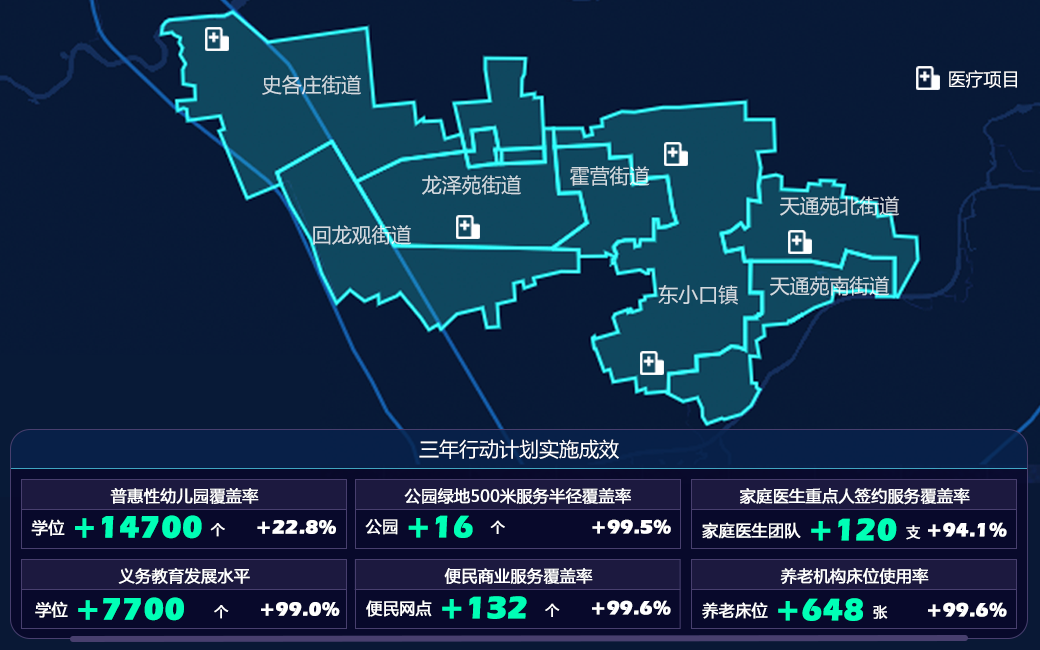 史各庄街道
医疗项目
龙泽苑街道
霍营街道
天通苑北街道
回龙观街道
天通苑南街道
东小口镇
三年行动计划实施成效
普惠性幼儿园覆盖率
学位 +14700 个 +22.8%
公园绿地500米服务半径覆盖率
公园 +16 个 +99.5%
家庭医生重点人签约服务覆盖率
家庭医生团队 +120 支 +94.1%
义务教育发展水平
学位 +7700 个 +99.0%
便民商业服务覆盖率
便民网点 +132 个 +99.6%
养老机构床位使用率
养老床位 +648 张 +99.6%